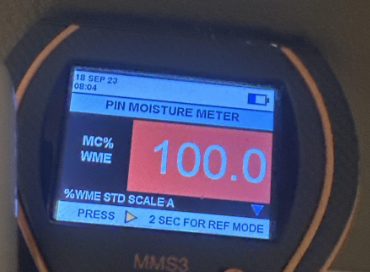 18 SEP 23
08:04
PIN MOISTURE METER
MC%
WME
100.0
%WME STD SCALE A
PRESS 2 SEC FOR REF MODE
MMS3